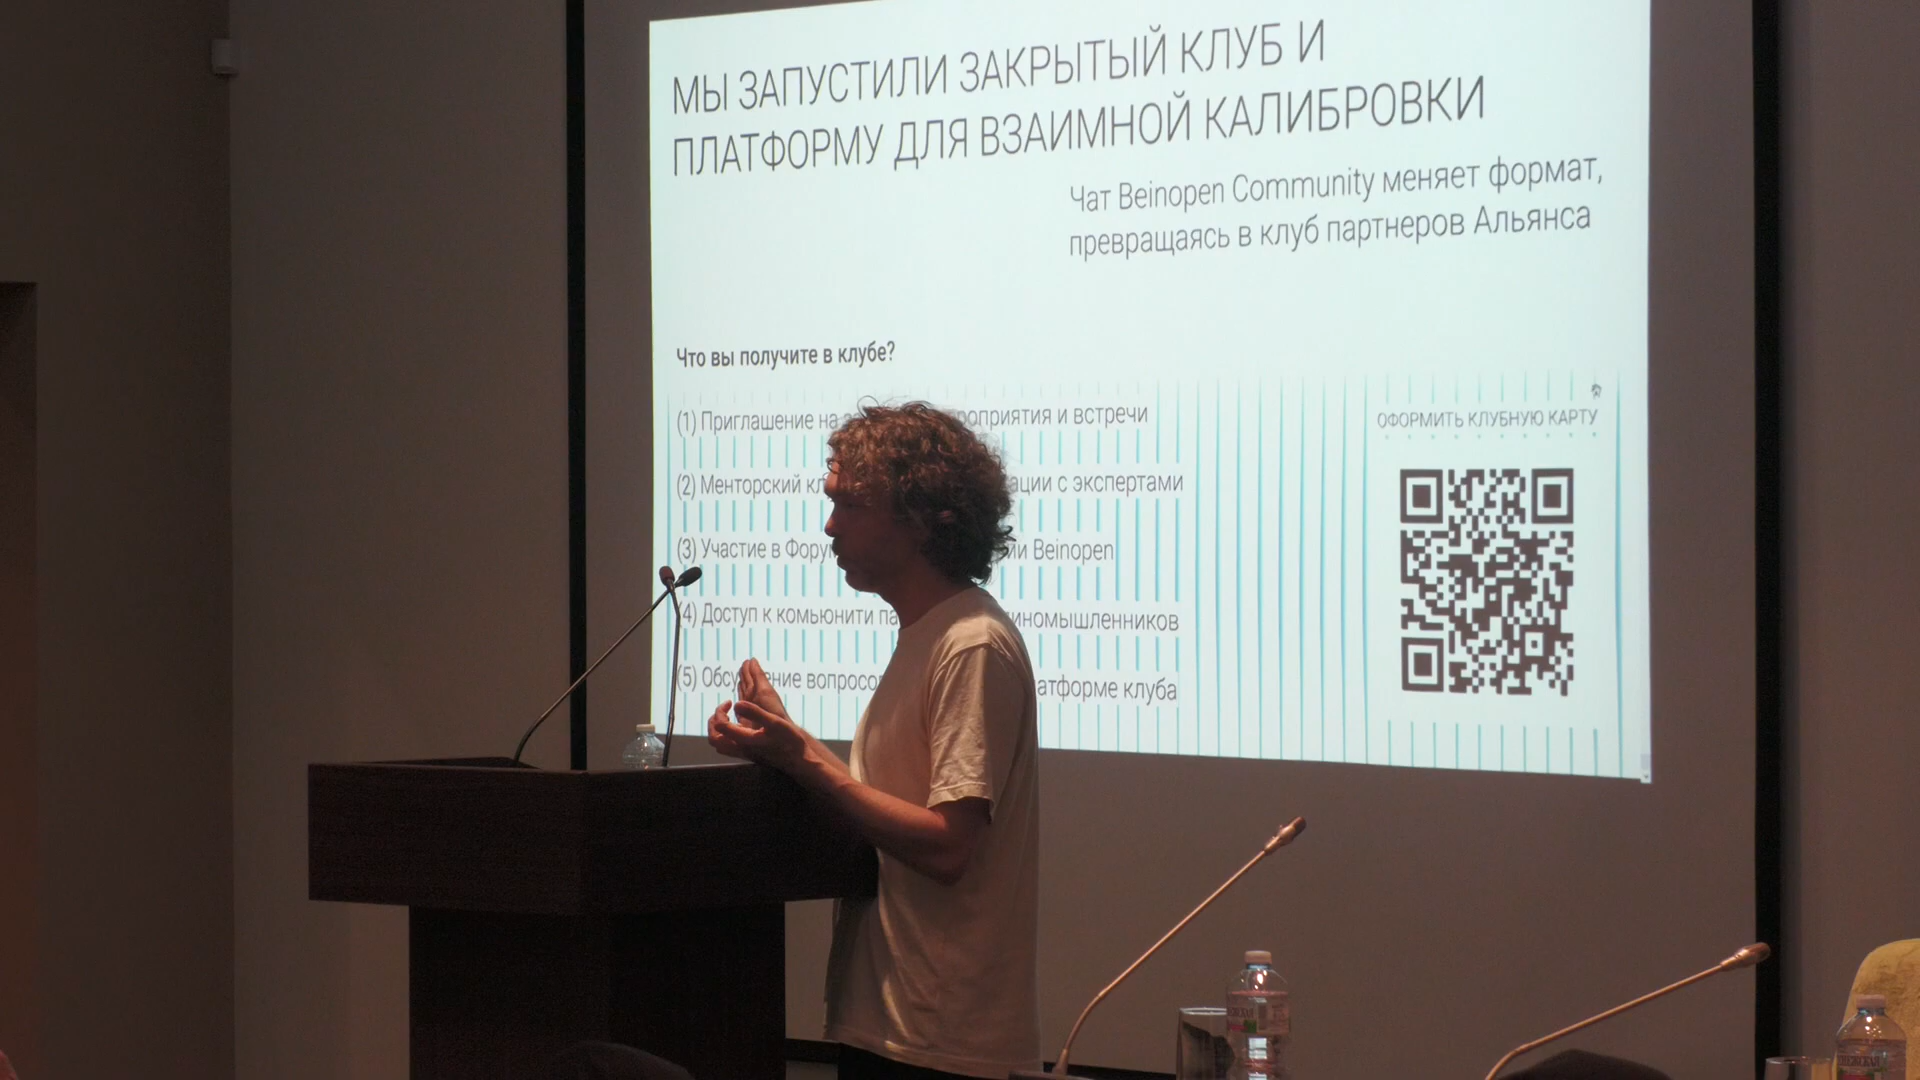 МЫ ЗАПУСТИЛИ ЗАКРЫТЫЙ КЛУБ И
ПЛАТФОРМУ ДЛЯ ВЗАИМНОЙ КАЛИБРОВКИ
Чат Beinopen Community меняет формат,
превращаясь в клуб партнеров Альянса
Что вы получите в клубе?
(1) Приглашение на и встречи
(2) Менторский с экспертами
(3) Участие в Beinopen
(4) Доступ к комьюнити
(5) вопросов клуба
ОФОРМИТЬ КЛУБНУЮ КАРТУ